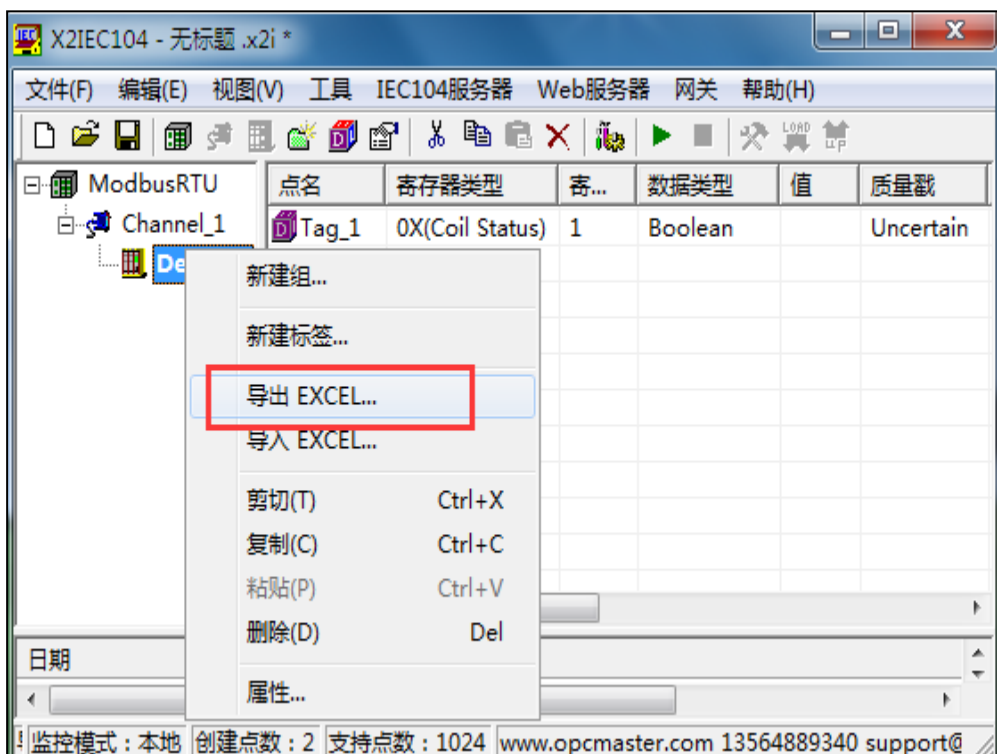 X2IEC104 - 无标题 .x2i *
文件(F) 编辑(E) 视图(V) 工具 IEC104服务器 Web服务器 网关 帮助(H)
LOAD
ModbusRTU 点名 寄存器类型 寄... 数据类型 值 质量戳
Channel_1 Tag_1 0X(Coil Status) 1 Boolean Uncertain
De
新建组...
新建标签...
导出 EXCEL...
导入 EXCEL...
剪切(T) Ctrl+X
复制(C) Ctrl+C
粘贴(P) Ctrl+V
删除(D) Del
日期
属性...
监控模式：本地 创建点数：2 支持点数：1024 www.opcmaster.com 13564889340 support@